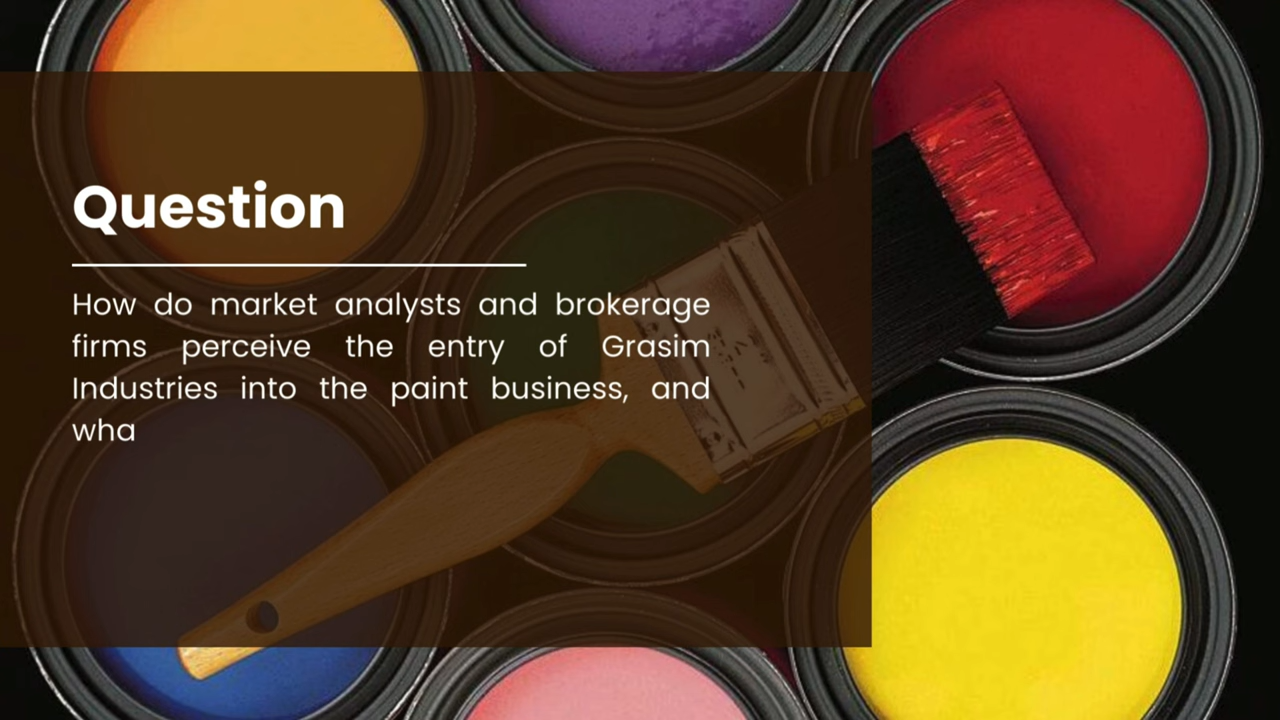 Question
How do market analysts and brokerage
firms perceive the entry of Grasim
Industries into the paint business, and
wha